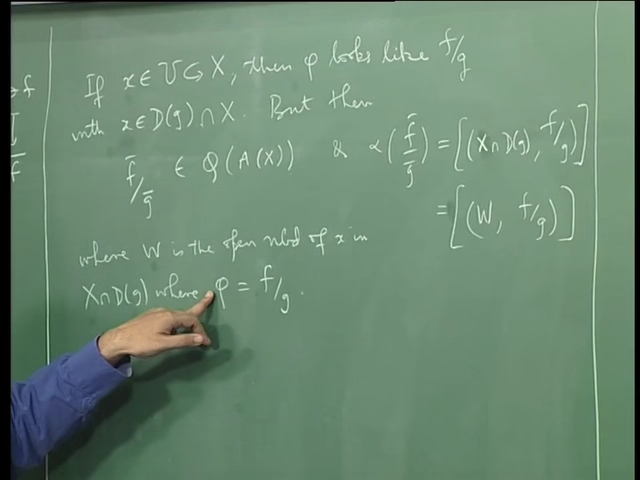 → f
f̄
If x ∈ U ↪ X, then φ looks like f/g
with x ∈ D(g) ∩ X. But then
f̄/ḡ ∈ Q(A(X)) & α(f̄/ḡ) = [(X∩D(g), f/g)]
= [(W, f/g)]
where W is the open nbd of x in
X∩D(g) where φ = f/g.